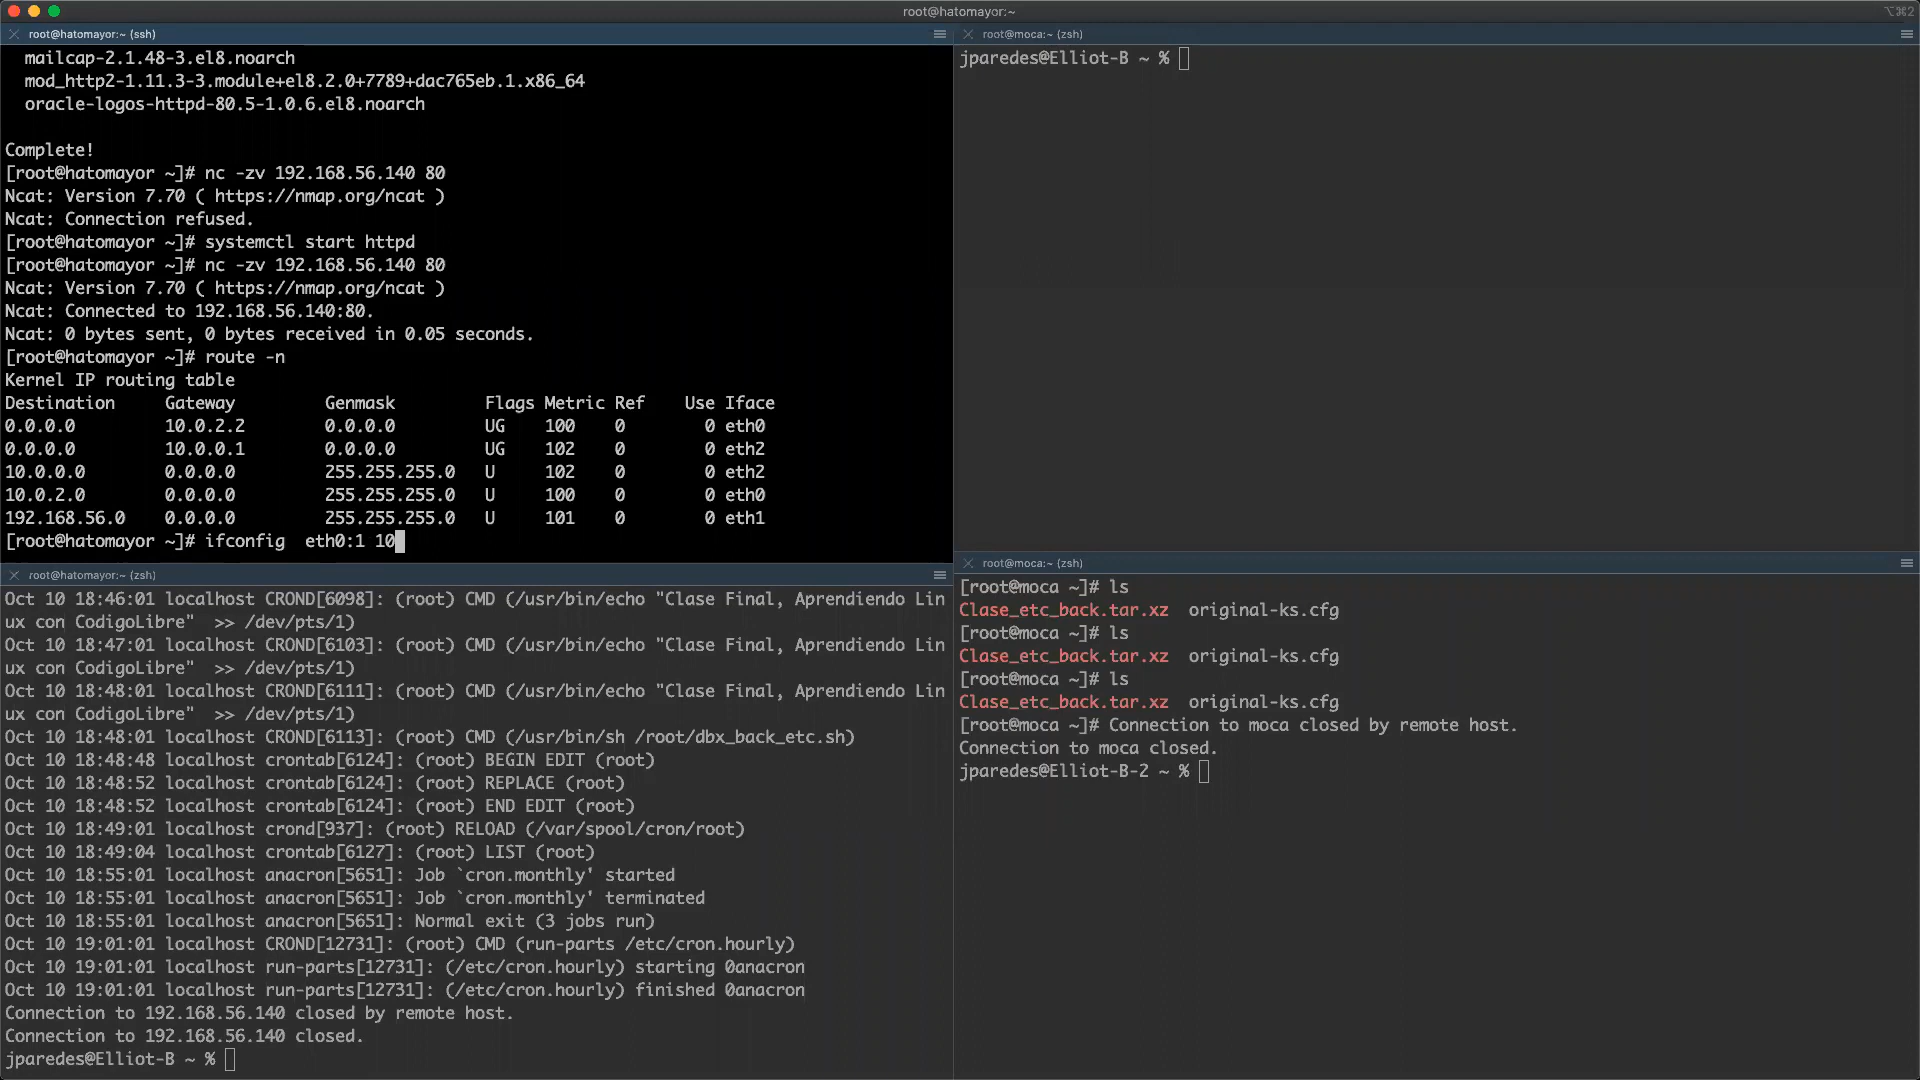 root@hatomayor:~
⌥⌘2
root@hatomayor:~ (ssh)
mailcap-2.1.48-3.el8.noarch
mod_http2-1.11.3-3.module+el8.2.0+7789+dac765eb.1.x86_64
oracle-logos-httpd-80.5-1.0.6.el8.noarch
Complete!
[root@hatomayor ~]# nc -zv 192.168.56.140 80
Ncat: Version 7.70 ( https://nmap.org/ncat )
Ncat: Connection refused.
[root@hatomayor ~]# systemctl start httpd
[root@hatomayor ~]# nc -zv 192.168.56.140 80
Ncat: Version 7.70 ( https://nmap.org/ncat )
Ncat: Connected to 192.168.56.140:80.
Ncat: 0 bytes sent, 0 bytes received in 0.05 seconds.
[root@hatomayor ~]# route -n
Kernel IP routing table
Destination     Gateway         Genmask         Flags Metric Ref    Use Iface
0.0.0.0         10.0.2.2        0.0.0.0         UG    100    0        0 eth0
0.0.0.0         10.0.0.1        0.0.0.0         UG    102    0        0 eth2
10.0.0.0        0.0.0.0         255.255.255.0   U     102    0        0 eth2
10.0.2.0        0.0.0.0         255.255.255.0   U     100    0        0 eth0
192.168.56.0    0.0.0.0         255.255.255.0   U     101    0        0 eth1
[root@hatomayor ~]# ifconfig  eth0:1 10
root@moca:~ (zsh)
jparedes@Elliot-B ~ %
root@hatomayor:~ (zsh)
Oct 10 18:46:01 localhost CROND[6098]: (root) CMD (/usr/bin/echo "Clase Final, Aprendiendo Lin
ux con CodigoLibre"  >> /dev/pts/1)
Oct 10 18:47:01 localhost CROND[6103]: (root) CMD (/usr/bin/echo "Clase Final, Aprendiendo Lin
ux con CodigoLibre"  >> /dev/pts/1)
Oct 10 18:48:01 localhost CROND[6111]: (root) CMD (/usr/bin/echo "Clase Final, Aprendiendo Lin
ux con CodigoLibre"  >> /dev/pts/1)
Oct 10 18:48:01 localhost CROND[6113]: (root) CMD (/usr/bin/sh /root/dbx_back_etc.sh)
Oct 10 18:48:48 localhost crontab[6124]: (root) BEGIN EDIT (root)
Oct 10 18:48:52 localhost crontab[6124]: (root) REPLACE (root)
Oct 10 18:48:52 localhost crontab[6124]: (root) END EDIT (root)
Oct 10 18:49:01 localhost crond[937]: (root) RELOAD (/var/spool/cron/root)
Oct 10 18:49:04 localhost crontab[6127]: (root) LIST (root)
Oct 10 18:55:01 localhost anacron[5651]: Job `cron.monthly' started
Oct 10 18:55:01 localhost anacron[5651]: Job `cron.monthly' terminated
Oct 10 18:55:01 localhost anacron[5651]: Normal exit (3 jobs run)
Oct 10 19:01:01 localhost CROND[12731]: (root) CMD (run-parts /etc/cron.hourly)
Oct 10 19:01:01 localhost run-parts[12731]: (/etc/cron.hourly) starting 0anacron
Oct 10 19:01:01 localhost run-parts[12731]: (/etc/cron.hourly) finished 0anacron
Connection to 192.168.56.140 closed by remote host.
Connection to 192.168.56.140 closed.
jparedes@Elliot-B ~ %
root@moca:~ (zsh)
[root@moca ~]# ls
Clase_etc_back.tar.xz  original-ks.cfg
[root@moca ~]# ls
Clase_etc_back.tar.xz  original-ks.cfg
[root@moca ~]# ls
Clase_etc_back.tar.xz  original-ks.cfg
[root@moca ~]# Connection to moca closed by remote host.
Connection to moca closed.
jparedes@Elliot-B-2 ~ %